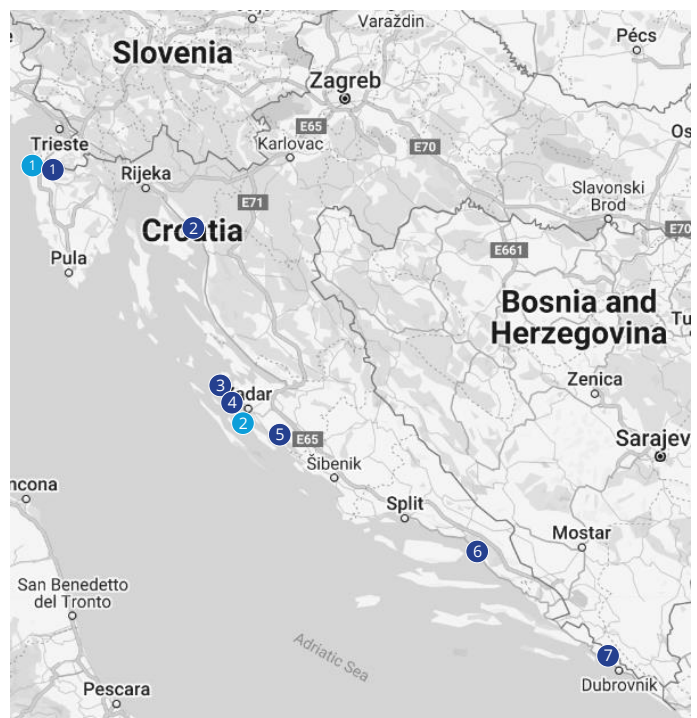 Varaždin
Pécs
Slovenia
Zagreb
E65
Trieste
Karlovac
E70
Os
1
1
Rijeka
Slavonski
Brod
E71
2
Croatia
E70
Pula
E661
Bosnia and
Herzegovina
Tu
3
Zadar
4
Zenica
2
5
E65
Sarajev
Šibenik
ncona
Split
Mostar
6
San Benedetto
del Tronto
Adriatic Sea
7
Dubrovnik
Pescara